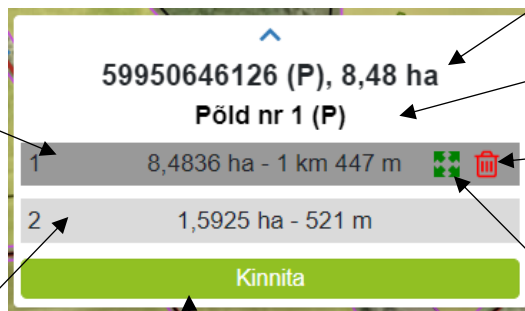 59950646126 (P), 8,48 ha
Põld nr 1 (P)
1 8,4836 ha - 1 km 447 m
2 1,5925 ha - 521 m
Kinnita